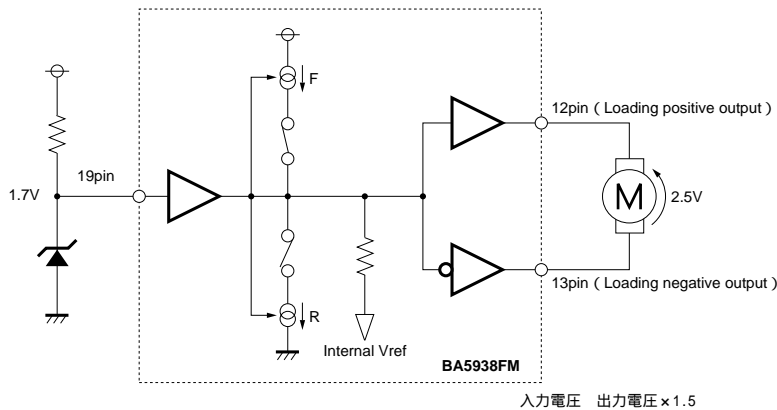 F
12pin ( Loading positive output )
19pin
1.7V
M
2.5V
13pin ( Loading negative output )
R
Internal Vref
BA5938FM
入力電圧　出力電圧×1.5